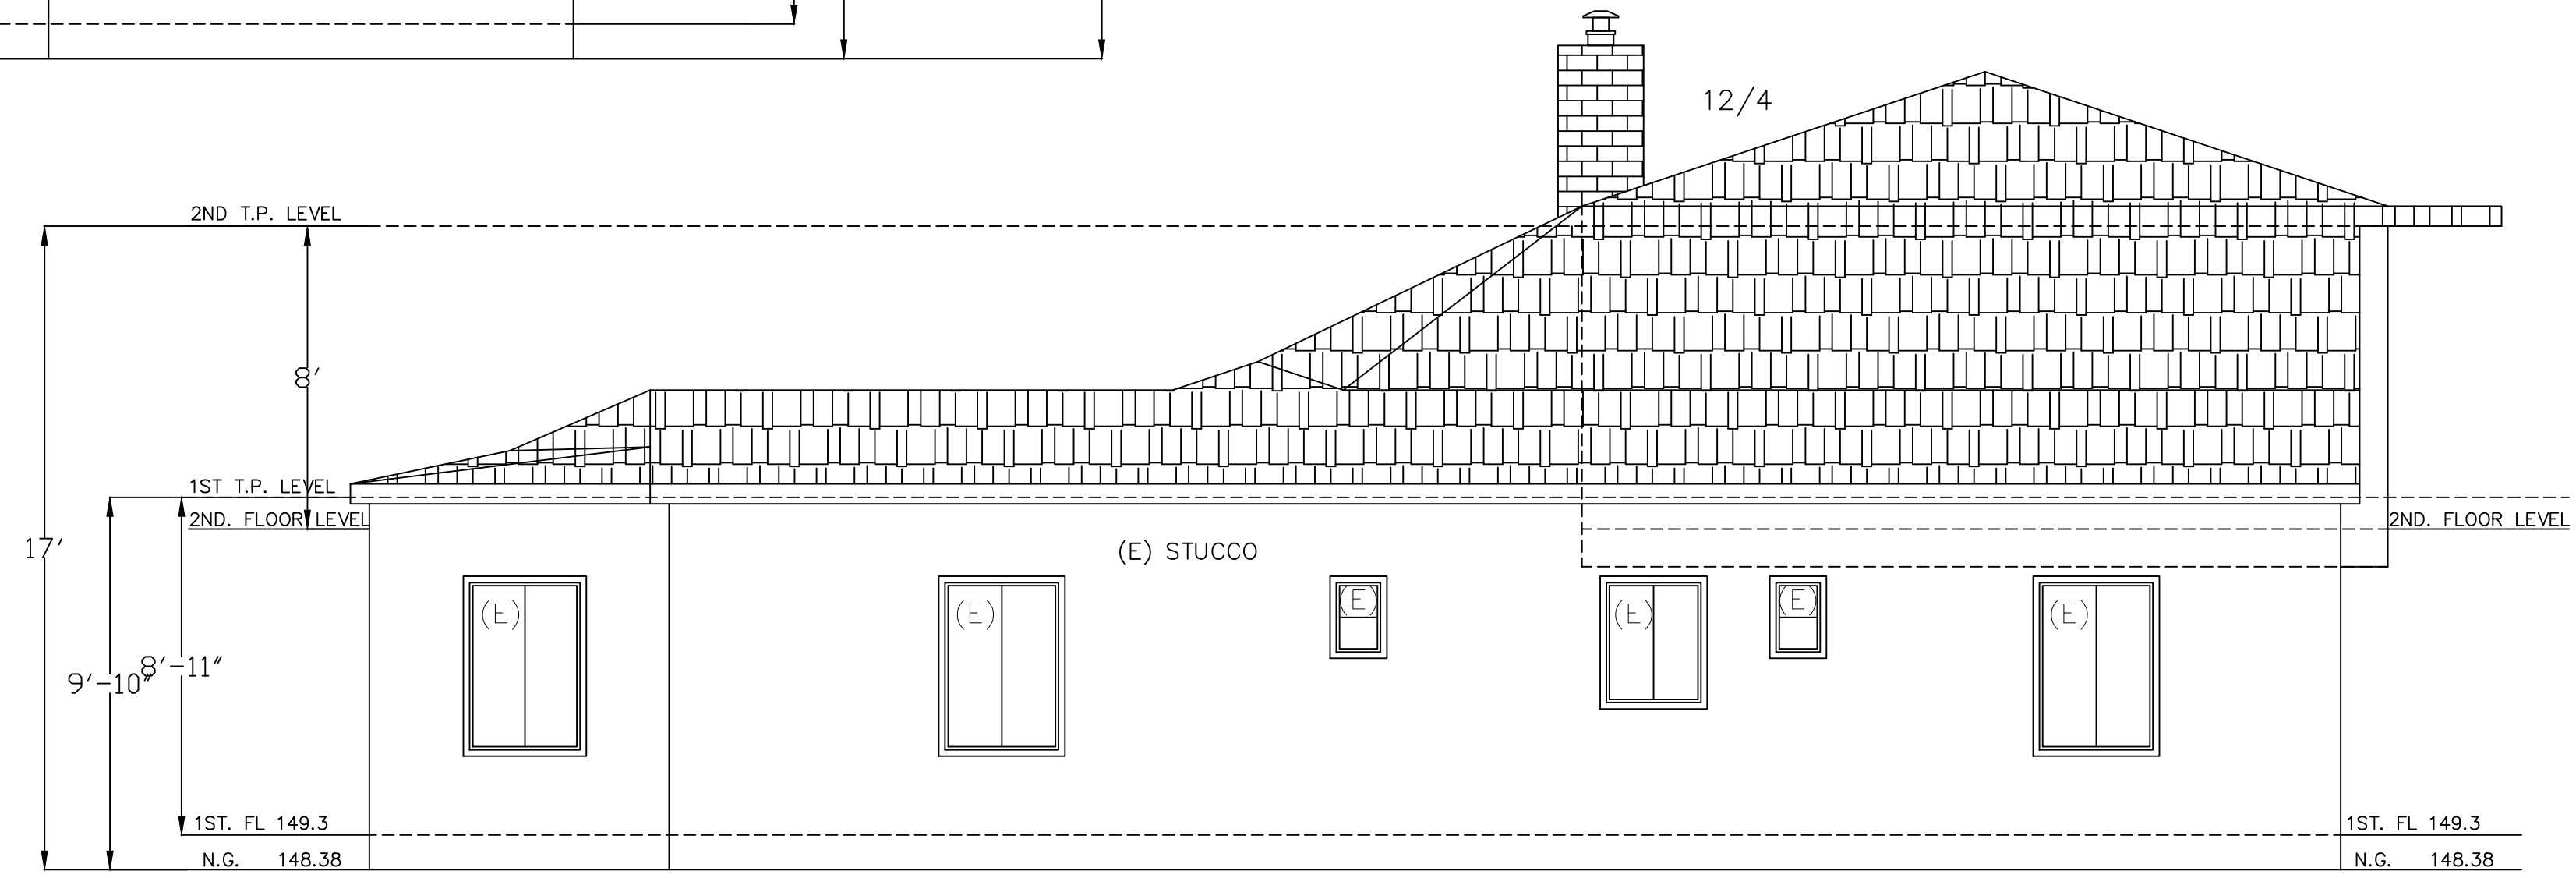 12/4
2ND T.P. LEVEL
8'
1ST T.P. LEVEL
2ND. FLOOR LEVEL
2ND. FLOOR LEVEL
17'
(E) STUCCO
(E)
(E)
(E)
(E)
(E)
(E)
8'-11"
9'-10"
1ST. FL 149.3
1ST. FL 149.3
N.G. 148.38
N.G. 148.38